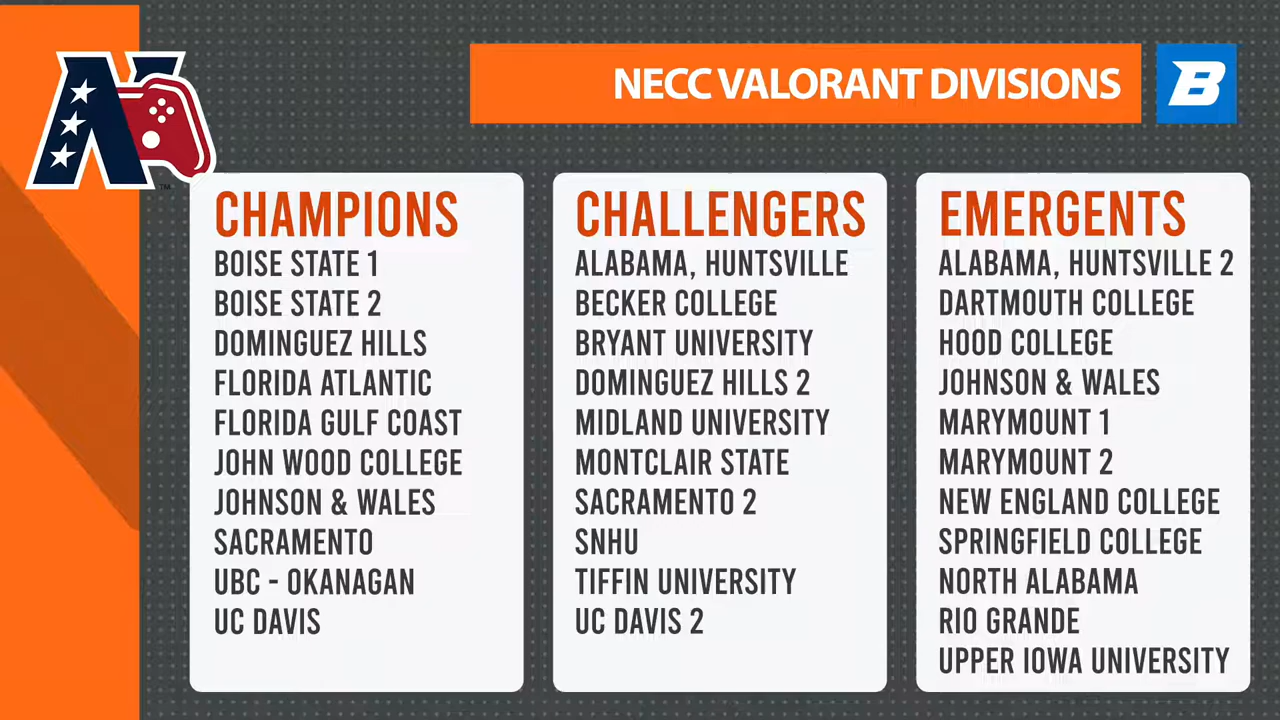 NECC VALORANT DIVISIONS
B
N
TM
CHAMPIONS
BOISE STATE 1
BOISE STATE 2
DOMINGUEZ HILLS
FLORIDA ATLANTIC
FLORIDA GULF COAST
JOHN WOOD COLLEGE
JOHNSON & WALES
SACRAMENTO
UBC - OKANAGAN
UC DAVIS
CHALLENGERS
ALABAMA, HUNTSVILLE
BECKER COLLEGE
BRYANT UNIVERSITY
DOMINGUEZ HILLS 2
MIDLAND UNIVERSITY
MONTCLAIR STATE
SACRAMENTO 2
SNHU
TIFFIN UNIVERSITY
UC DAVIS 2
EMERGENTS
ALABAMA, HUNTSVILLE 2
DARTMOUTH COLLEGE
HOOD COLLEGE
JOHNSON & WALES
MARYMOUNT 1
MARYMOUNT 2
NEW ENGLAND COLLEGE
SPRINGFIELD COLLEGE
NORTH ALABAMA
RIO GRANDE
UPPER IOWA UNIVERSITY